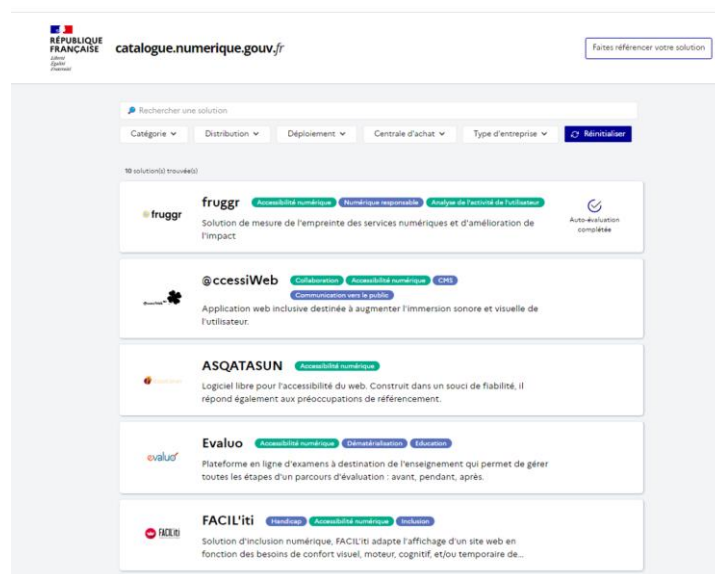 RÉPUBLIQUE
FRANÇAISE
Liberté
Égalité
Fraternité
catalogue.numerique.gouv.fr
Faites référencer votre solution
Rechercher une solution
Catégorie
Distribution
Déploiement
Centrale d'achat
Type d'entreprise
Réinitialiser
10 solution(s) trouvée(s)
fruggr
fruggr Accessibilité numérique Numérique responsable Analyse de l'activité de l'utilisateur
Solution de mesure de l'empreinte des services numériques et d'amélioration de
l'impact
Auto-évaluation
complétée
@ccessiWeb Collaboration Accessibilité numérique CMS
Communication vers le public
Application web inclusive destinée à augmenter l'immersion sonore et visuelle de
l'utilisateur.
ASQATASUN Accessibilité numérique
Logiciel libre pour l'accessibilité du web. Construit dans un souci de fiabilité, il
répond également aux préoccupations de référencement.
evaluo
Evaluo Accessibilité numérique Dématérialisation Education
Plateforme en ligne d'examens à destination de l'enseignement qui permet de gérer
toutes les étapes d'un parcours d'évaluation : avant, pendant, après.
FACIL'iti
FACIL'iti Handicap Accessibilité numérique Inclusion
Solution d'inclusion numérique, FACIL'iti adapte l'affichage d'un site web en
fonction des besoins de confort visuel, moteur, cognitif, et/ou temporaire de...